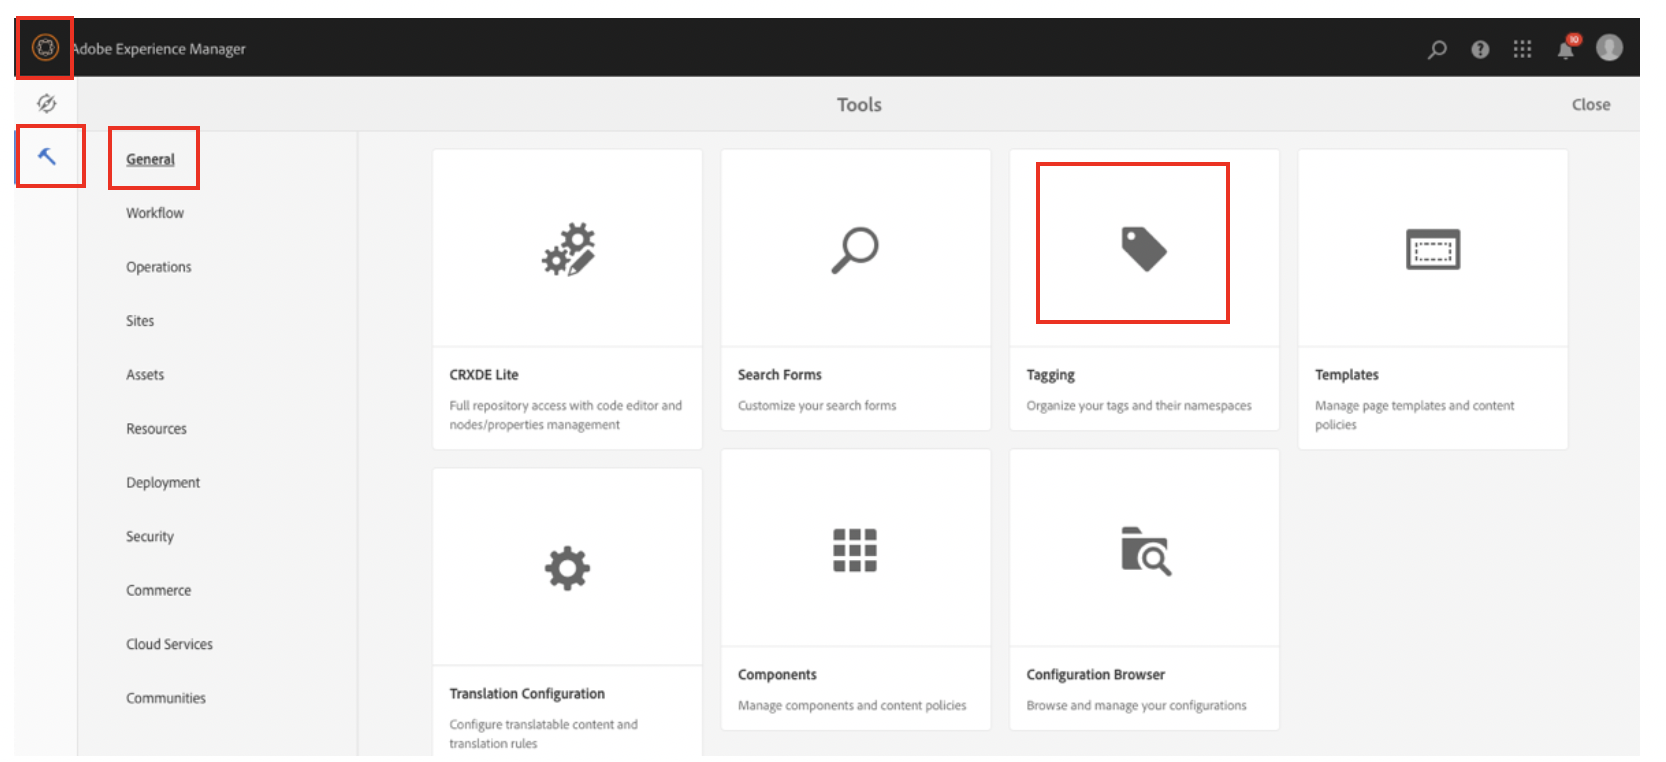 Adobe Experience Manager
10
Tools
Close
General
Workflow
Operations
Sites
Assets
Resources
Deployment
Security
Commerce
Cloud Services
Communities
CRXDE Lite
Full repository access with code editor and
nodes/properties management
Search Forms
Customize your search forms
Tagging
Organize your tags and their namespaces
Templates
Manage page templates and content
policies
Translation Configuration
Configure translatable content and
translation rules
Components
Manage components and content policies
Configuration Browser
Browse and manage your configurations